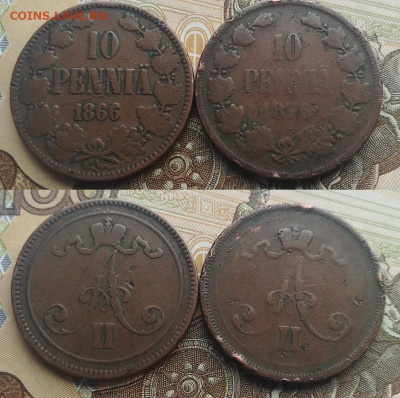 COINS.LAVE.RU
10
PENNIÄ
1866
10
PENNIÄ
A
II
A
II